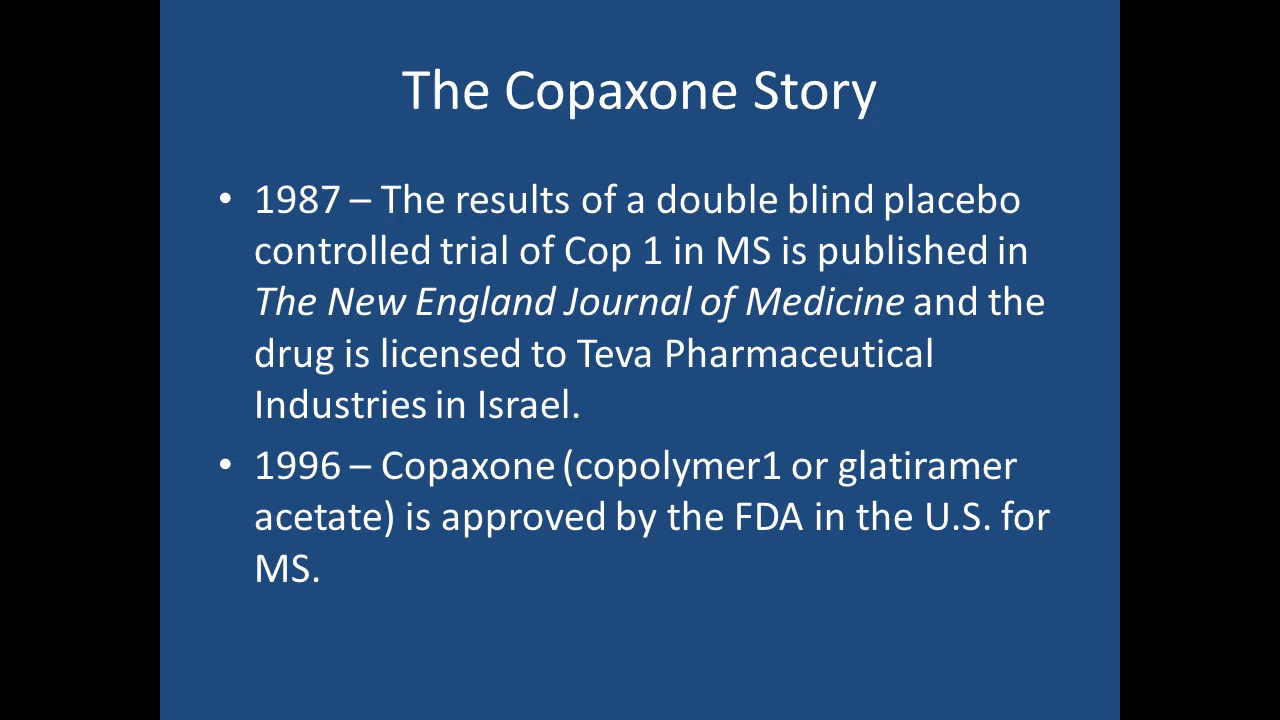 The Copaxone Story
• 1987 – The results of a double blind placebo
controlled trial of Cop 1 in MS is published in
The New England Journal of Medicine and the
drug is licensed to Teva Pharmaceutical
Industries in Israel.
• 1996 – Copaxone (copolymer1 or glatiramer
acetate) is approved by the FDA in the U.S. for
MS.